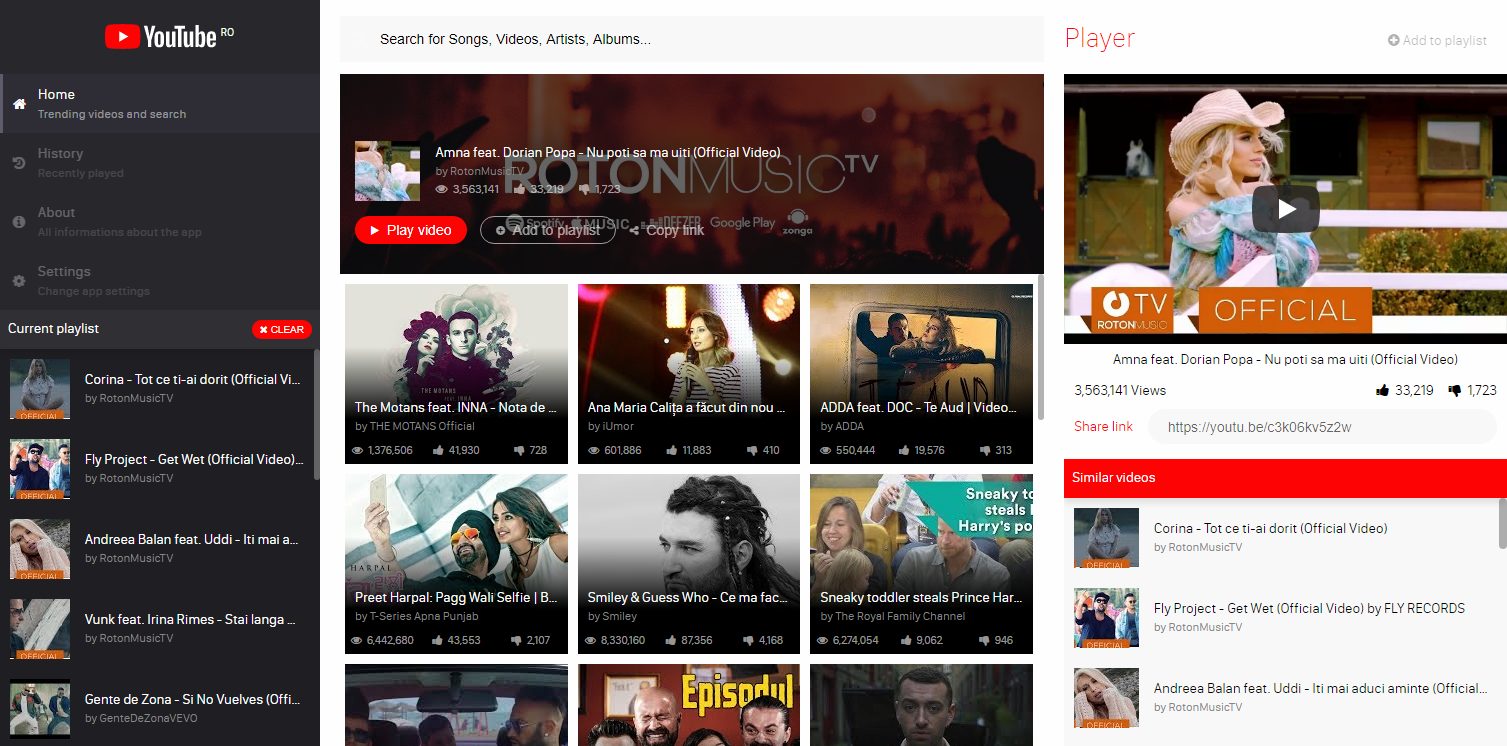 YouTube RO
Home
Trending videos and search
History
Recently played
About
All informations about the app
Settings
Change app settings
Current playlist
CLEAR
Corina - Tot ce ti-ai dorit (Official Vi...
by RotonMusicTV
OFFICIAL
Fly Project - Get Wet (Official Video)...
by RotonMusicTV
OFFICIAL
Andreea Balan feat. Uddi - Iti mai a...
by RotonMusicTV
OFFICIAL
Vunk feat. Irina Rimes - Stai langa ...
by RotonMusicTV
OFFICIAL
Gente de Zona - Si No Vuelves (Offi...
by GenteDeZonaVEVO
Search for Songs, Videos, Artists, Albums...
Amna feat. Dorian Popa - Nu poti sa ma uiti (Official Video)
by RotonMusicTV
3,563,141 33,219 1,723
ROTONMUSICTV
Play video
Add to playlist
Copy link
Spotify MUSIC DEEZER Google Play zonga
THE MOTANS
The Motans feat. INNA - Nota de ...
by THE MOTANS Official
1,376,506 41,930 728
Ana Maria Calița a făcut din nou ...
by iUmor
601,886 11,883 410
TE AUD
ADDA feat. DOC - Te Aud | Video...
by ADDA
550,444 19,576 313
HARPAL
Preet Harpal: Pagg Wali Selfie | B...
by T-Series Apna Punjab
6,442,680 43,553 2,107
Smiley & Guess Who - Ce ma fac...
by Smiley
8,330,160 87,356 4,168
Sneaky to
steals
Harry's po
Sneaky toddler steals Prince Har...
by The Royal Family Channel
6,274,054 9,062 946
Episodul
Player
Add to playlist
TV
ROTONMUSIC
OFFICIAL
Amna feat. Dorian Popa - Nu poti sa ma uiti (Official Video)
3,563,141 Views
33,219 1,723
Share link
https://youtu.be/c3k06kv5z2w
Similar videos
Corina - Tot ce ti-ai dorit (Official Video)
by RotonMusicTV
OFFICIAL
Fly Project - Get Wet (Official Video) by FLY RECORDS
by RotonMusicTV
OFFICIAL
Andreea Balan feat. Uddi - Iti mai aduci aminte (Official...
by RotonMusicTV
OFFICIAL